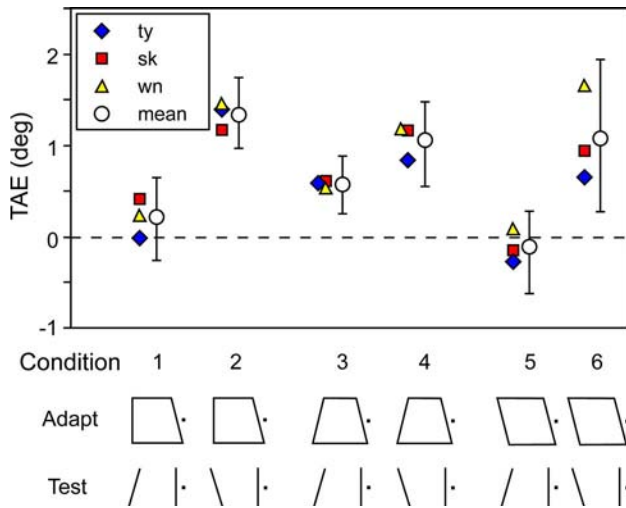 ty
sk
wn
mean
TAE (deg)
2
1
0
-1
Condition 1 2 3 4 5 6
Adapt
Test